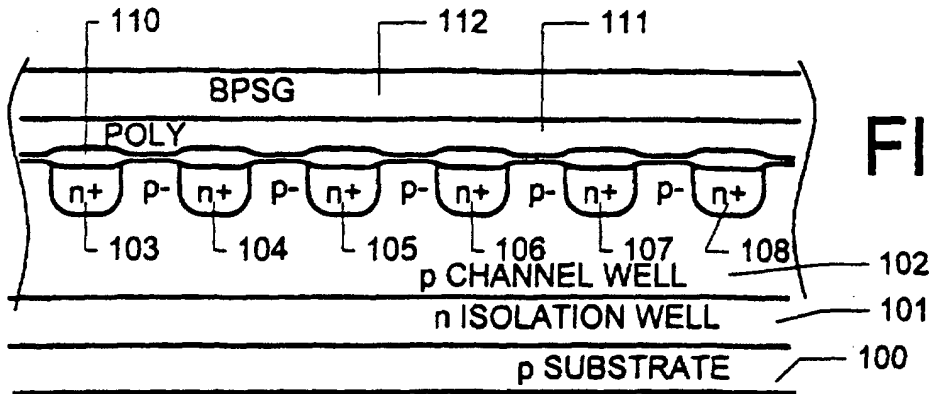 110 112 111
BPSG
POLY
FI
n+ p- n+ p- n+ p- n+ p- n+ p- n+
103 104 105 106 107 108
p CHANNEL WELL 102
n ISOLATION WELL 101
p SUBSTRATE 100